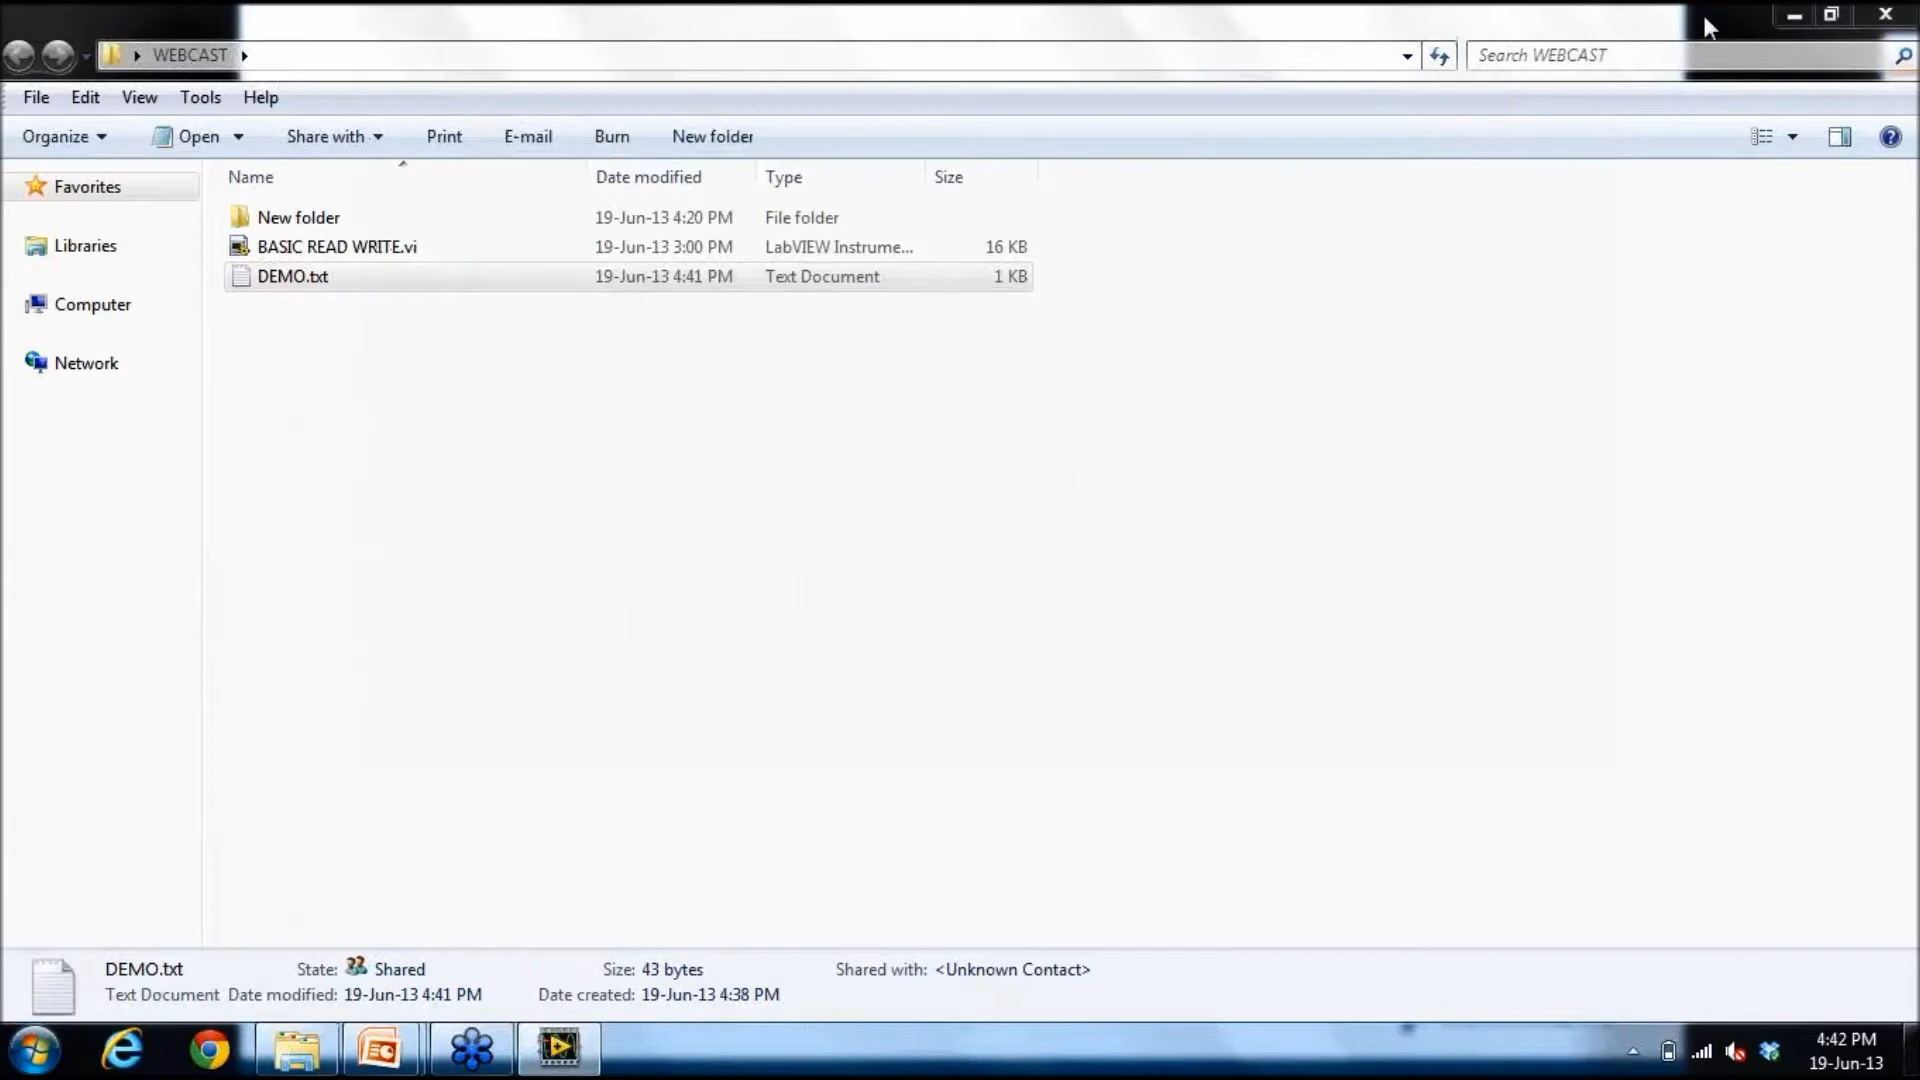 WEBCAST
Search WEBCAST
File Edit View Tools Help
Organize Open Share with Print E-mail Burn New folder
Name Date modified Type Size
Favorites
New folder 19-Jun-13 4:20 PM File folder
Libraries
BASIC READ WRITE.vi 19-Jun-13 3:00 PM LabVIEW Instrume... 16 KB
DEMO.txt 19-Jun-13 4:41 PM Text Document 1 KB
Computer
Network
DEMO.txt State: Shared Size: 43 bytes Shared with: <Unknown Contact>
Text Document Date modified: 19-Jun-13 4:41 PM Date created: 19-Jun-13 4:38 PM
4:42 PM
19-Jun-13